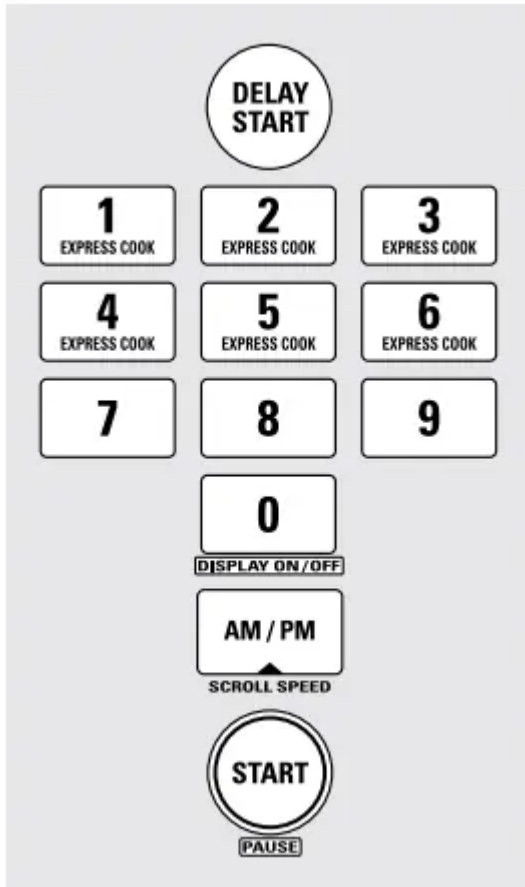 DELAY
START
1 2 3
EXPRESS COOK EXPRESS COOK EXPRESS COOK
4 5 6
EXPRESS COOK EXPRESS COOK EXPRESS COOK
7 8 9
0
DISPLAY ON/OFF
AM / PM
SCROLL SPEED
START
PAUSE